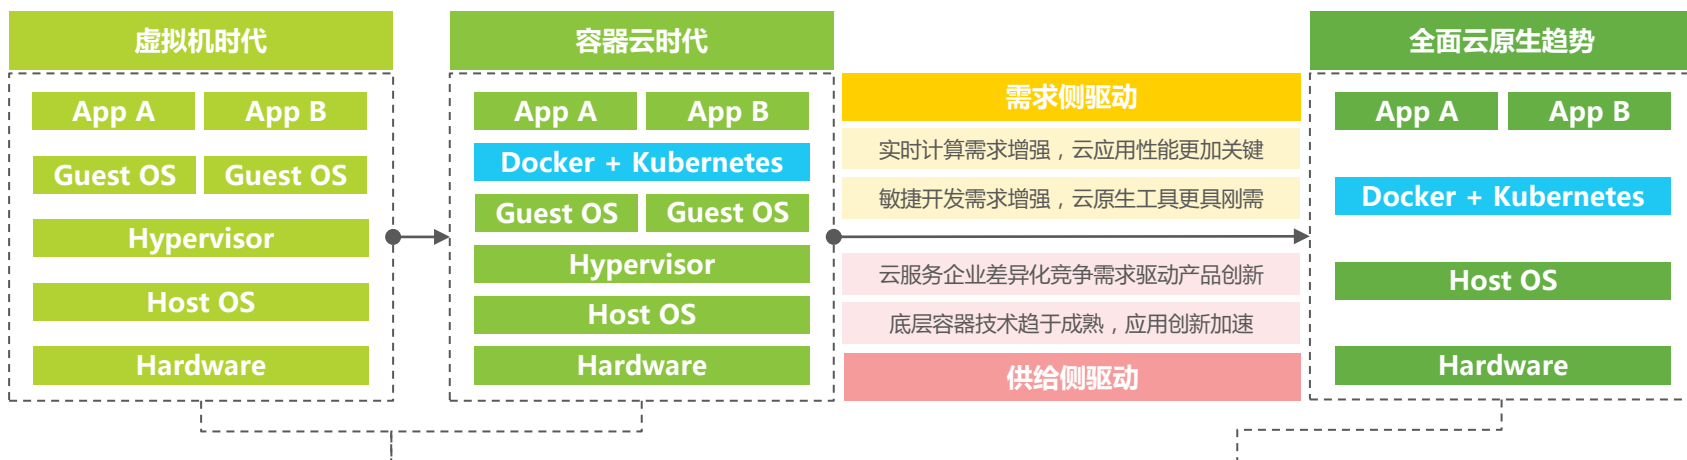 虚拟机时代
App A
App B
Guest OS
Guest OS
Hypervisor
Host OS
Hardware
容器云时代
App A
App B
Docker + Kubernetes
Guest OS
Guest OS
Hypervisor
Host OS
Hardware
需求侧驱动
实时计算需求增强，云应用性能更加关键
敏捷开发需求增强，云原生工具更具刚需
云服务企业差异化竞争需求驱动产品创新
底层容器技术趋于成熟，应用创新加速
供给侧驱动
全面云原生趋势
App A
App B
Docker + Kubernetes
Host OS
Hardware